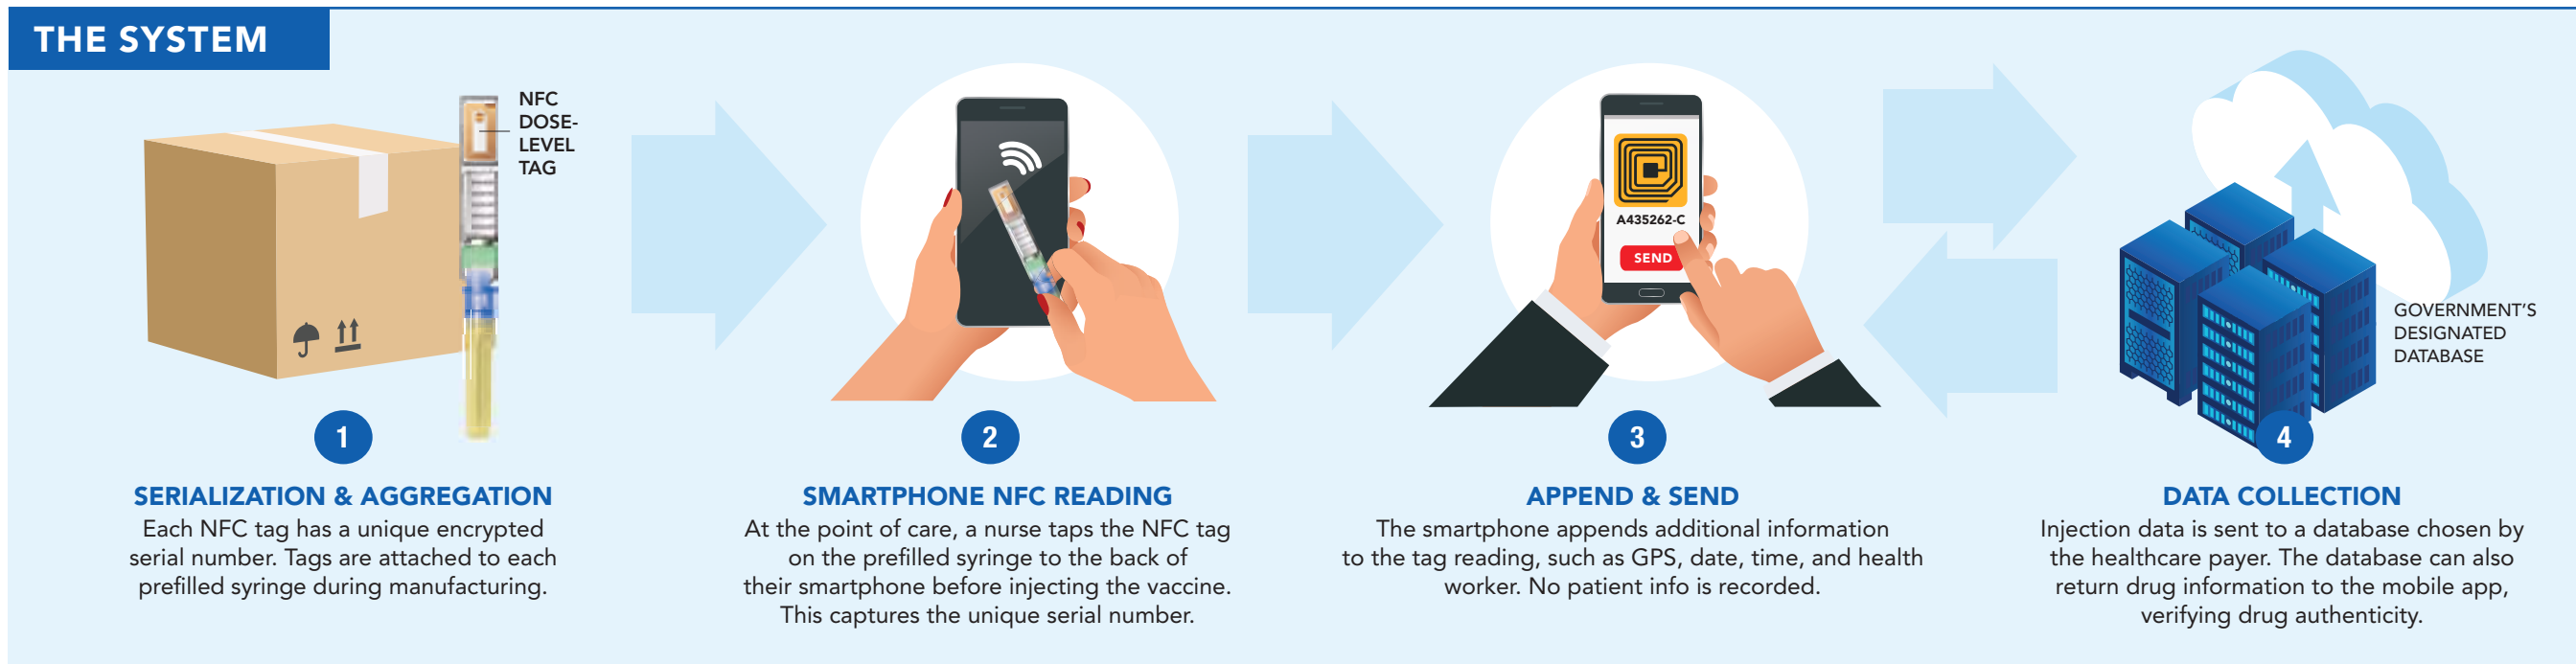 THE SYSTEM
NFC
DOSE-
LEVEL
TAG
1
SERIALIZATION & AGGREGATION
Each NFC tag has a unique encrypted
serial number. Tags are attached to each
prefilled syringe during manufacturing.
2
SMARTPHONE NFC READING
At the point of care, a nurse taps the NFC tag
on the prefilled syringe to the back of
their smartphone before injecting the vaccine.
This captures the unique serial number.
A435262-C
SEND
3
APPEND & SEND
The smartphone appends additional information
to the tag reading, such as GPS, date, time, and health
worker. No patient info is recorded.
GOVERNMENT’S
DESIGNATED
DATABASE
4
DATA COLLECTION
Injection data is sent to a database chosen by
the healthcare payer. The database can also
return drug information to the mobile app,
verifying drug authenticity.